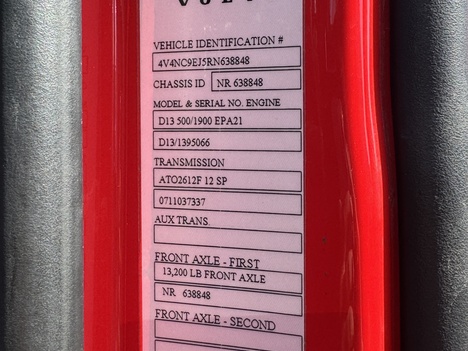 VEHICLE IDENTIFICATION #
4V4NC9EJ5RN638848
CHASSIS ID NR 638848
MODEL & SERIAL NO. ENGINE
D13 500/1900 EPA21
D13/1395066
TRANSMISSION
ATO2612F 12 SP
0711037337
AUX TRANS.
FRONT AXLE - FIRST
13,200 LB FRONT AXLE
NR 638848
FRONT AXLE - SECOND